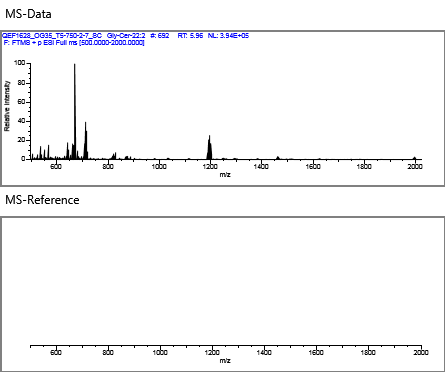 MS-Data
QEF1628_OG35_T5-750-2-7_BC Gly-Cer-22:2 #: 692 RT: 5.96 NL: 3.94E+05
F: FTMS + p ESI Full ms [500.0000-2000.0000]
100
80
60
40
20
0
Relative Intensity
600 800 1000 1200 1400 1600 1800 2000
m/z
MS-Reference
600 800 1000 1200 1400 1600 1800 2000
m/z